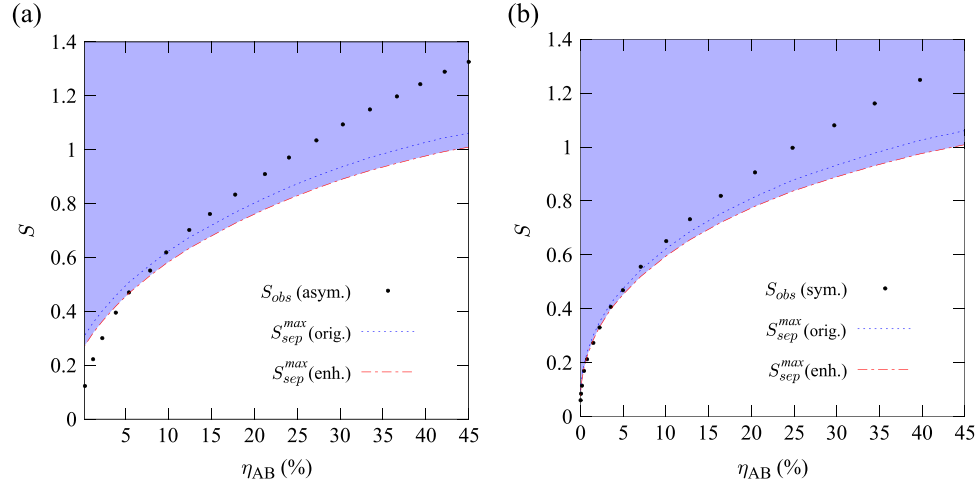 (a)
1.4
1.2
1
0.8
0.6
0.4
0.2
0
S
S_obs (asym.)
S_sep^max (orig.)
S_sep^max (enh.)
5 10 15 20 25 30 35 40 45
η_AB (%)
(b)
1.4
1.2
1
0.8
0.6
0.4
0.2
0
S
S_obs (sym.)
S_sep^max (orig.)
S_sep^max (enh.)
0 5 10 15 20 25 30 35 40 45
η_AB (%)